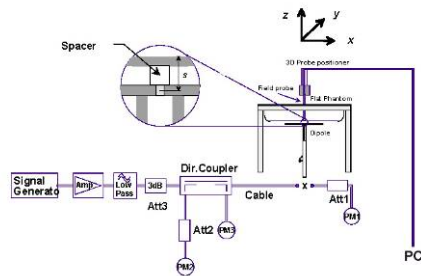 z
y
x
Spacer
s
3D Probe positioner
Field probe
Flat Phantom
Dipole
Dir.Coupler
Signal
Generato
Amp
Low
Pass
3dB
Att3
Cable
x
Att1
Att2
PM3
PM1
PM2
PC